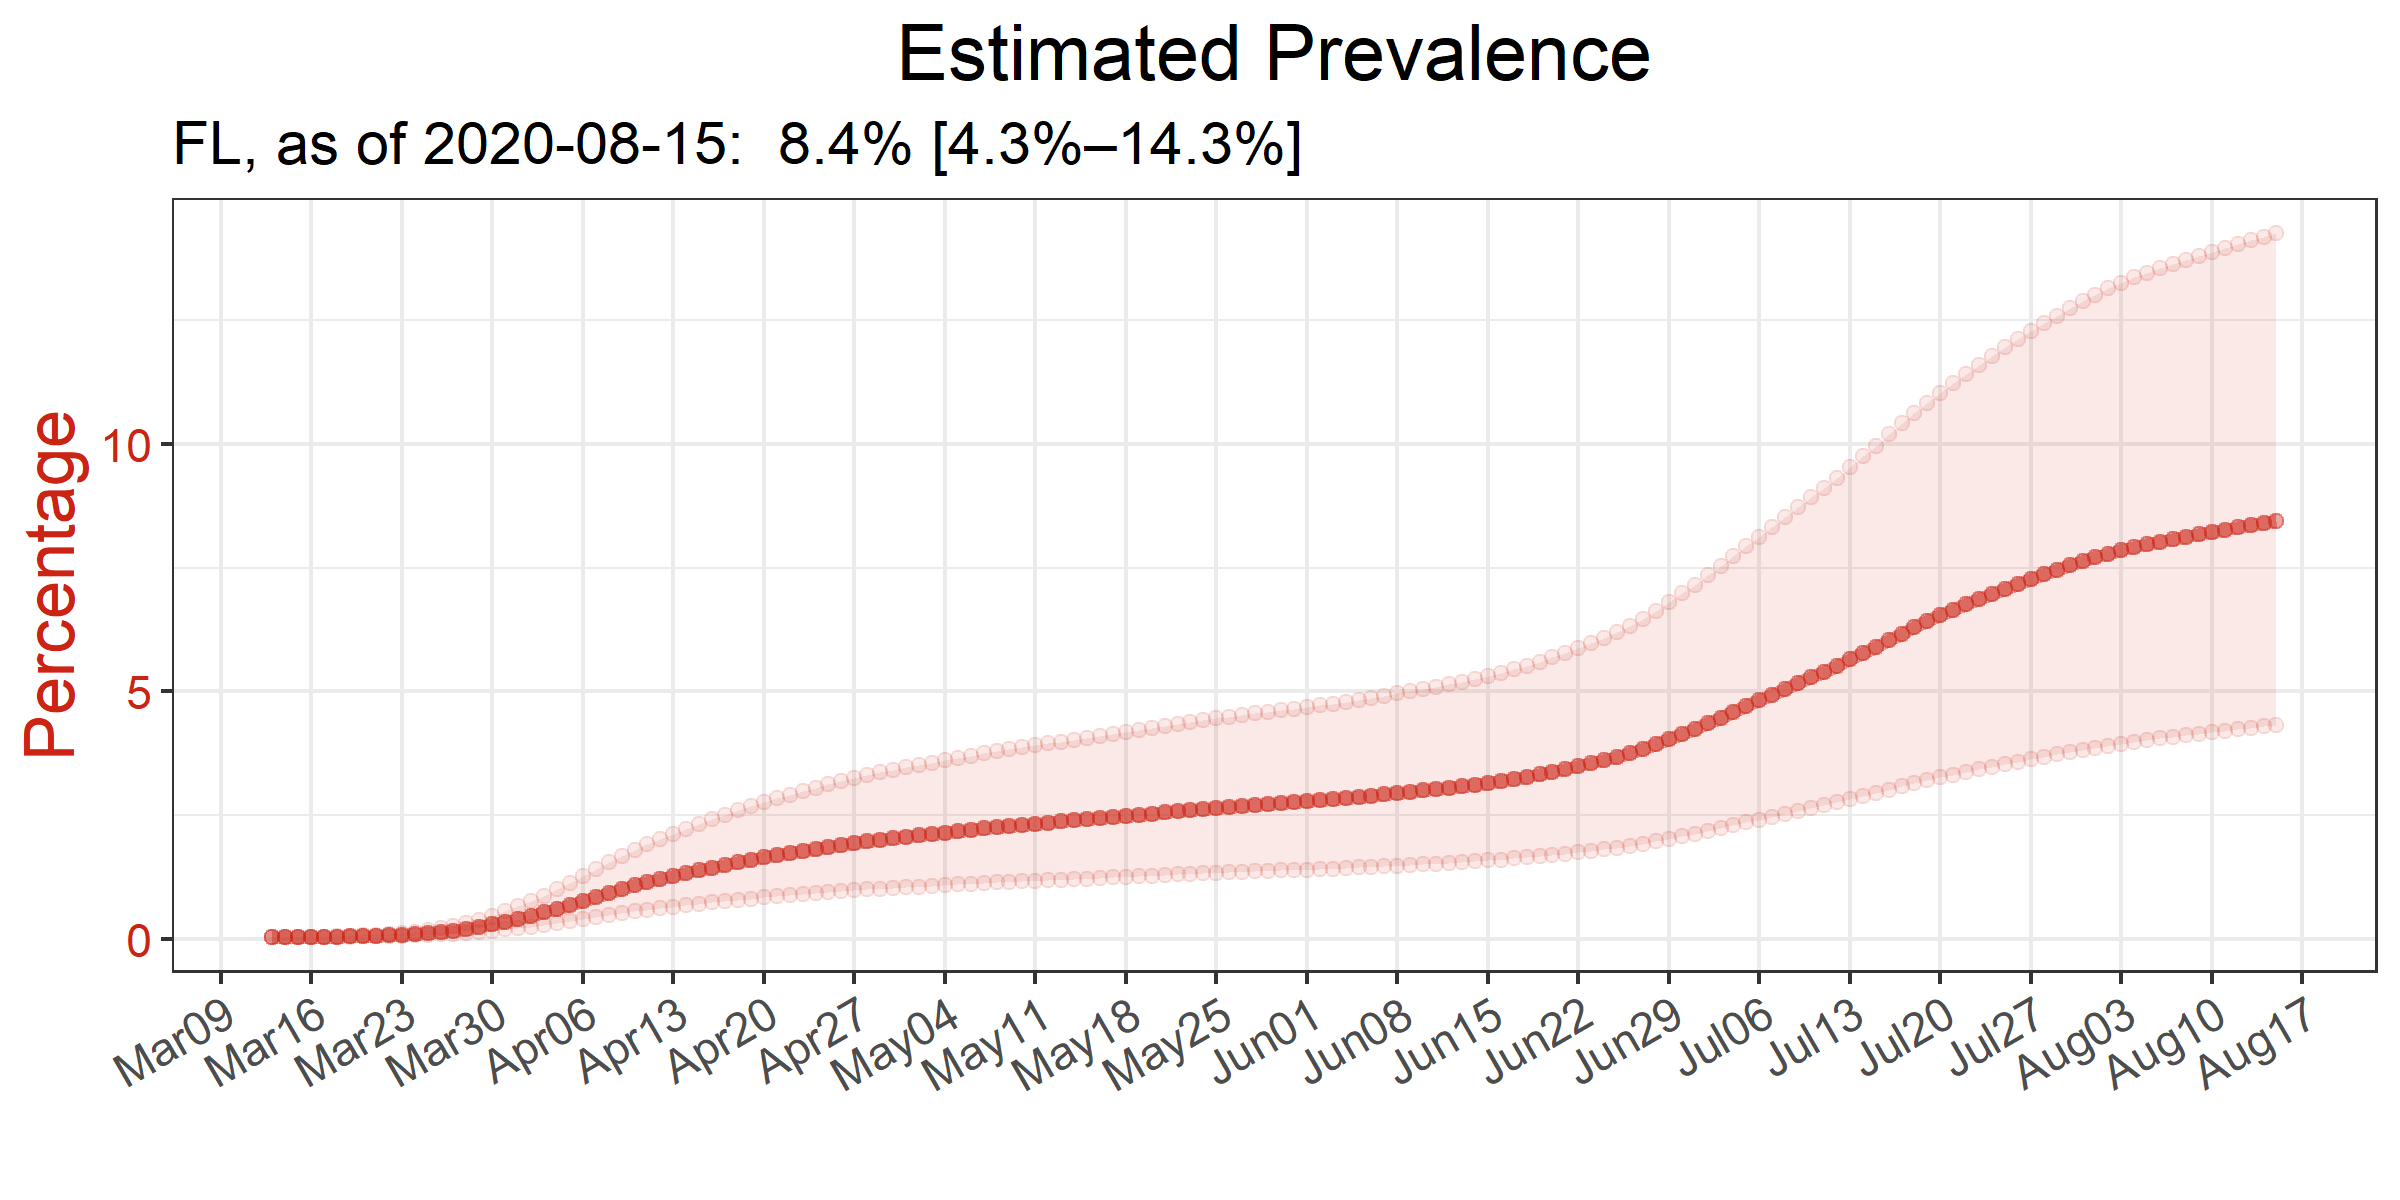 Estimated Prevalence
FL, as of 2020-08-15:  8.4% [4.3%–14.3%]
Percentage
10
5
0
Mar09
Mar16
Mar23
Mar30
Apr06
Apr13
Apr20
Apr27
May04
May11
May18
May25
Jun01
Jun08
Jun15
Jun22
Jun29
Jul06
Jul13
Jul20
Jul27
Aug03
Aug10
Aug17